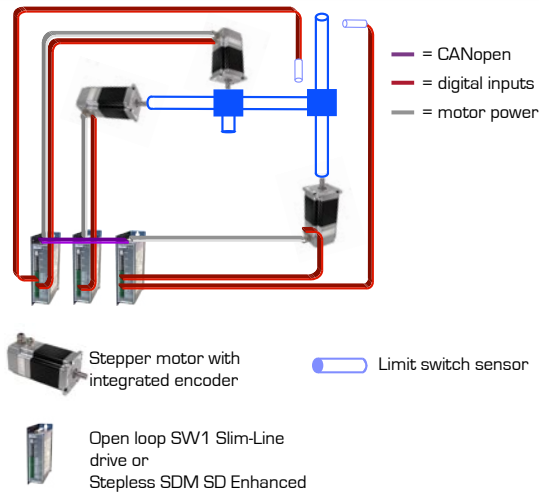 = CANopen
= digital inputs
= motor power
Stepper motor with
integrated encoder
Limit switch sensor
Open loop SW1 Slim-Line
drive or
Stepless SDM SD Enhanced